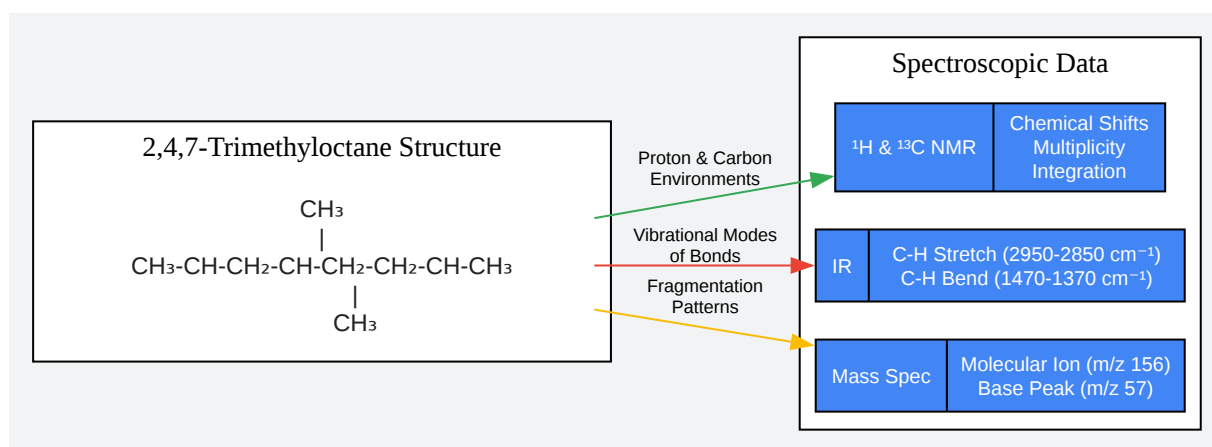 2,4,7-Trimethyloctane Structure
CH₃
|
CH₃-CH-CH₂-CH-CH₂-CH₂-CH-CH₃
|
CH₃
Proton & Carbon
Environments
Vibrational Modes
of Bonds
Fragmentation
Patterns
Spectroscopic Data
¹H & ¹³C NMR
Chemical Shifts
Multiplicity
Integration
IR
C-H Stretch (2950-2850 cm⁻¹)
C-H Bend (1470-1370 cm⁻¹)
Mass Spec
Molecular Ion (m/z 156)
Base Peak (m/z 57)